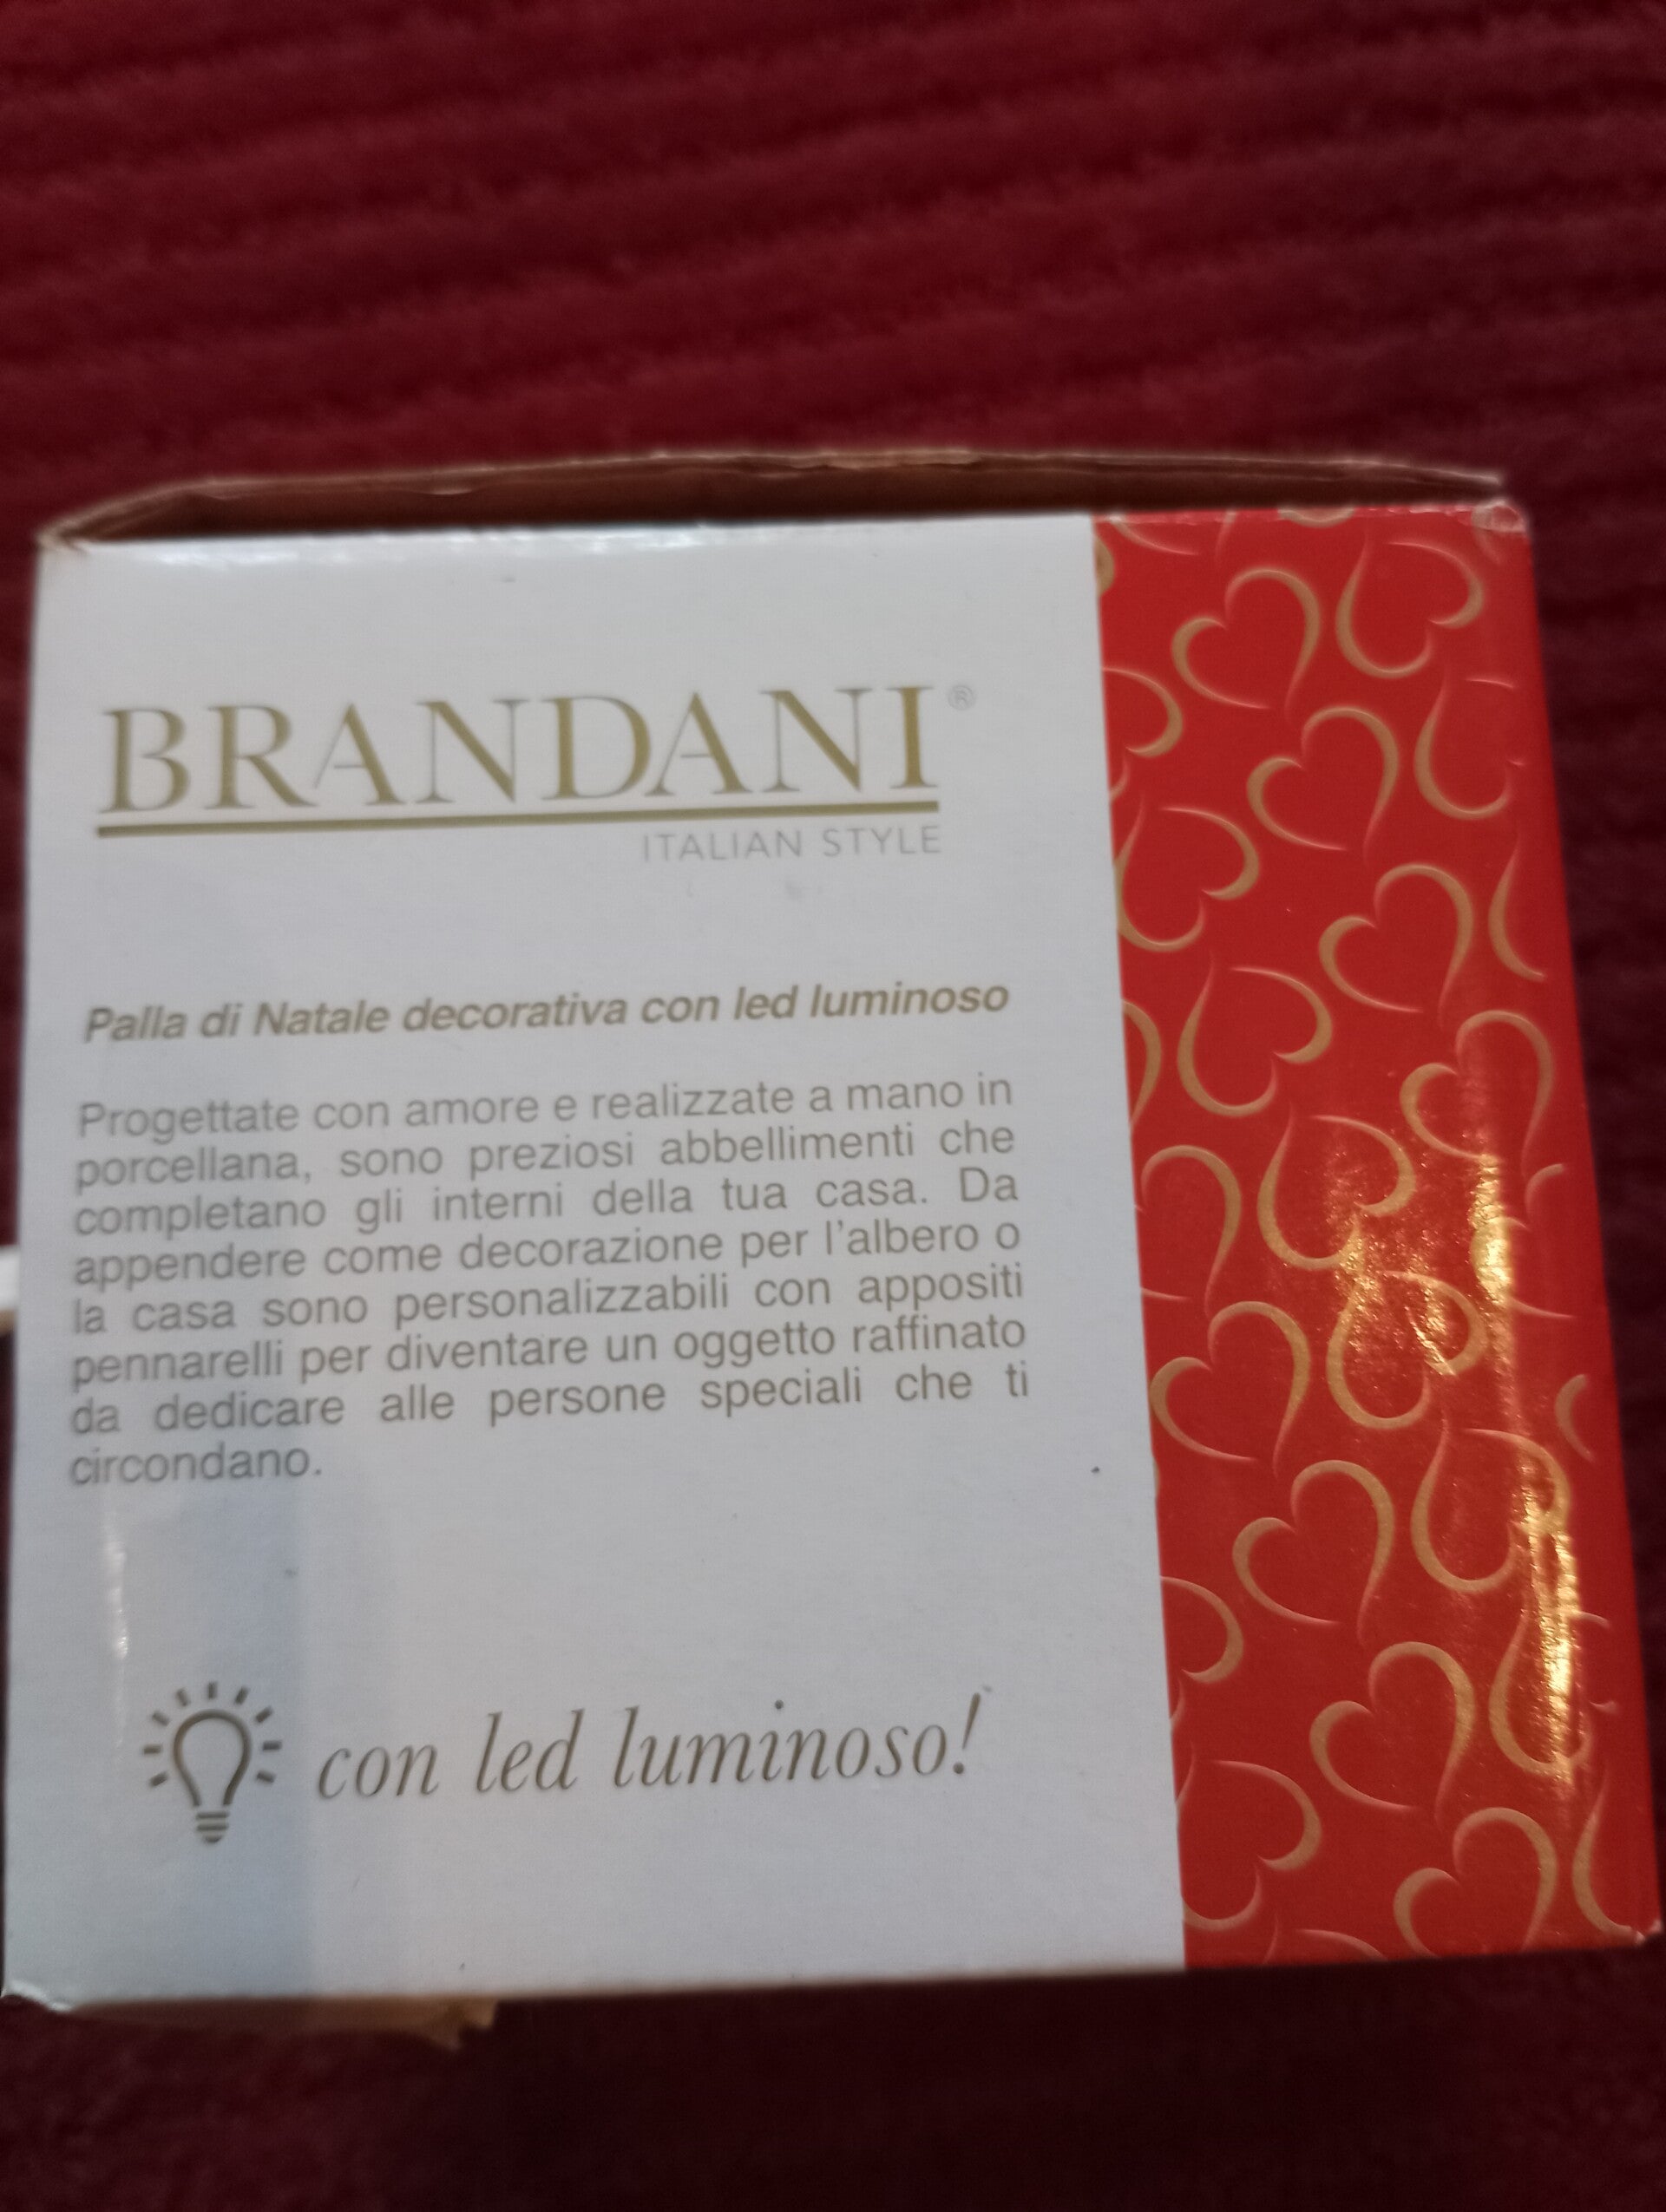 BRANDANI®
ITALIAN STYLE
Palla di Natale decorativa con led luminoso
Progettate con amore e realizzate a mano in
porcellana, sono preziosi abbellimenti che
completano gli interni della tua casa. Da
appendere come decorazione per l'albero o
la casa sono personalizzabili con appositi
pennarelli per diventare un oggetto raffinato
da dedicare alle persone speciali che ti
circondano.
con led luminoso!